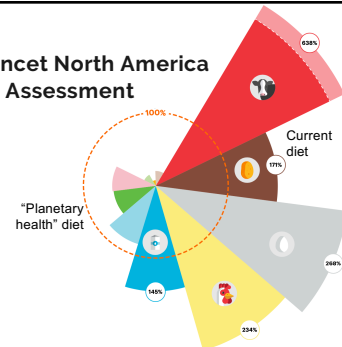 ncet North America
Assessment
638%
100%
Current
diet
171%
"Planetary
health" diet
268%
145%
234%